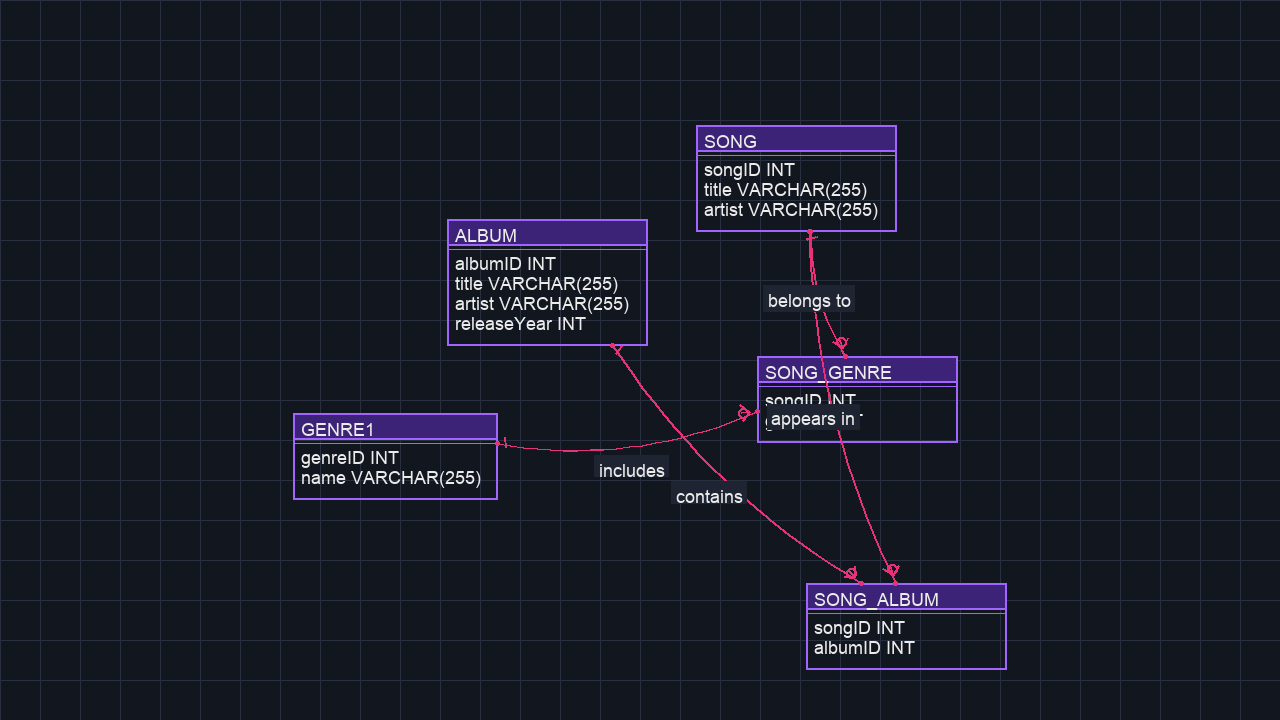 SONG
songID INT
title VARCHAR(255)
artist VARCHAR(255)
ALBUM
albumID INT
title VARCHAR(255)
artist VARCHAR(255)
releaseYear INT
belongs to
SONG_GENRE
songID INT
appears in
GENRE1
genreID INT
name VARCHAR(255)
includes
contains
SONG_ALBUM
songID INT
albumID INT